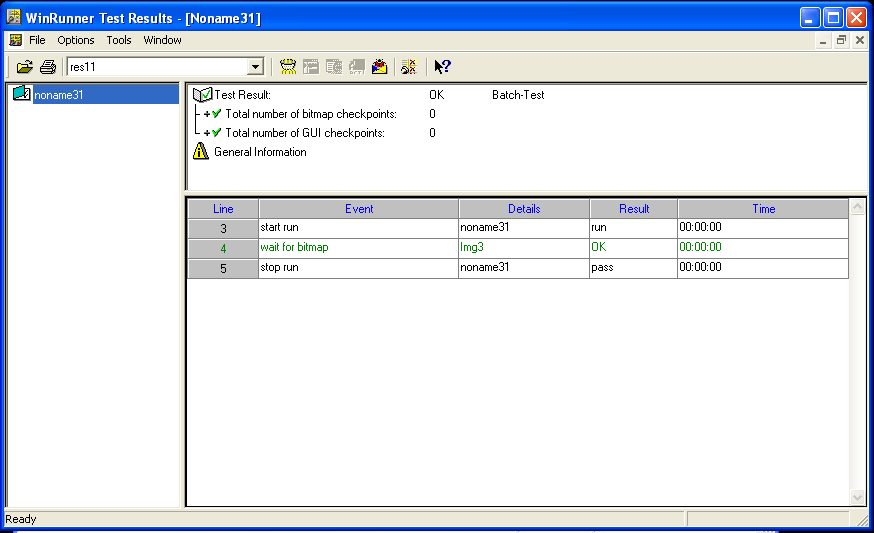 WinRunner Test Results - [Noname31]
File Options Tools Window
res11
noname31
Test Result: OK Batch-Test
Total number of bitmap checkpoints: 0
Total number of GUI checkpoints: 0
General Information
Line Event Details Result Time
3 start run noname31 run 00:00:00
4 wait for bitmap Img3 OK 00:00:00
5 stop run noname31 pass 00:00:00
Ready